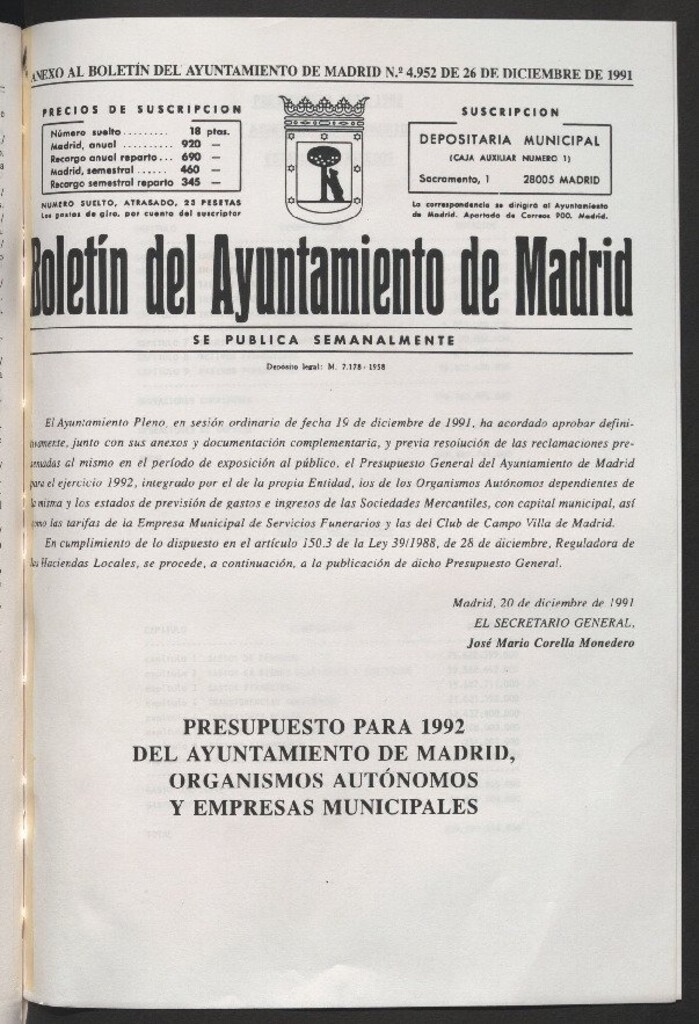 ANEXO AL BOLETÍN DEL AYUNTAMIENTO DE MADRID N.º 4.952 DE 26 DE DICIEMBRE DE 1991
PRECIOS DE SUSCRIPCION
Número suelto.......... 18 ptas.
Madrid, anual .......... 920 —
Recargo anual reparto... 690 —
Madrid, semestral ...... 460 —
Recargo semestral reparto 345 —
NUMERO SUELTO, ATRASADO, 23 PESETAS
Los gastos de giro, por cuenta del suscriptor
SUSCRIPCION
DEPOSITARIA MUNICIPAL
(CAJA AUXILIAR NUMERO 1)
Sacramento, 1 28005 MADRID
La correspondencia se dirigirá al Ayuntamiento
de Madrid. Apartado de Correos 900. Madrid.
Boletín del Ayuntamiento de Madrid
SE PUBLICA SEMANALMENTE
Depósito legal: M. 7.178 - 1958
El Ayuntamiento Pleno, en sesión ordinaria de fecha 19 de diciembre de 1991, ha acordado aprobar defini-
tivamente, junto con sus anexos y documentación complementaria, y previa resolución de las reclamaciones pre-
sentadas al mismo en el período de exposición al público, el Presupuesto General del Ayuntamiento de Madrid
para el ejercicio 1992, integrado por el de la propia Entidad, los de los Organismos Autónomos dependientes de
la misma y los estados de previsión de gastos e ingresos de las Sociedades Mercantiles, con capital municipal, así
como las tarifas de la Empresa Municipal de Servicios Funerarios y las del Club de Campo Villa de Madrid.
En cumplimiento de lo dispuesto en el artículo 150.3 de la Ley 39/1988, de 28 de diciembre, Reguladora de
las Haciendas Locales, se procede, a continuación, a la publicación de dicho Presupuesto General.
Madrid, 20 de diciembre de 1991
EL SECRETARIO GENERAL,
José Mario Corella Monedero
PRESUPUESTO PARA 1992
DEL AYUNTAMIENTO DE MADRID,
ORGANISMOS AUTÓNOMOS
Y EMPRESAS MUNICIPALES